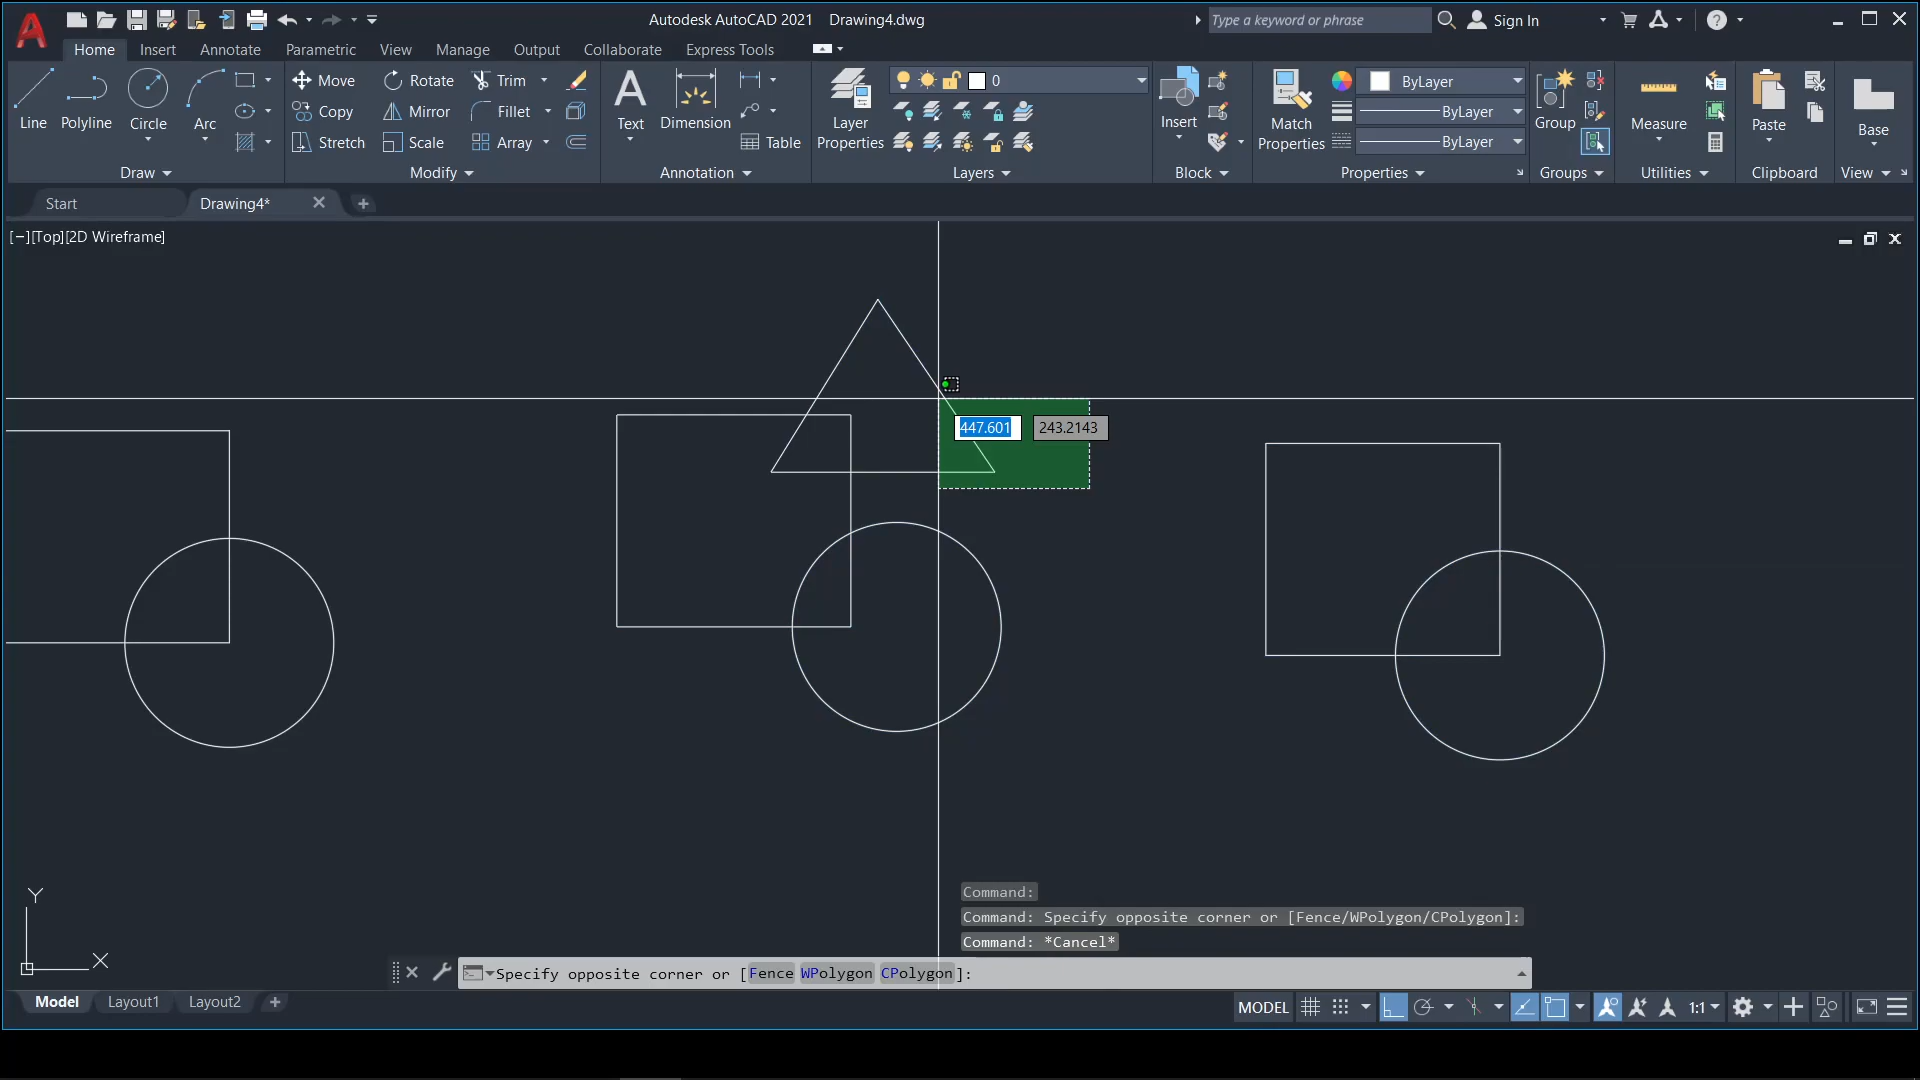 Autodesk AutoCAD 2021 Drawing4.dwg
Type a keyword or phrase
Sign In
Home Insert Annotate Parametric View Manage Output Collaborate Express Tools
Line Polyline Circle Arc
Move Rotate Trim
Copy Mirror Fillet
Stretch Scale Array
Text Dimension Table
Layer Properties
0
Insert
Match Properties
ByLayer
ByLayer
ByLayer
Group
Measure
Paste
Base
Draw Modify Annotation Layers Block Properties Groups Utilities Clipboard View
Start Drawing4*
[−][Top][2D Wireframe]
447.601 243.2143
Y
X
Command:
Command: Specify opposite corner or [Fence/WPolygon/CPolygon]:
Command: *Cancel*
Specify opposite corner or [Fence WPolygon CPolygon]:
Model Layout1 Layout2
MODEL 1:1